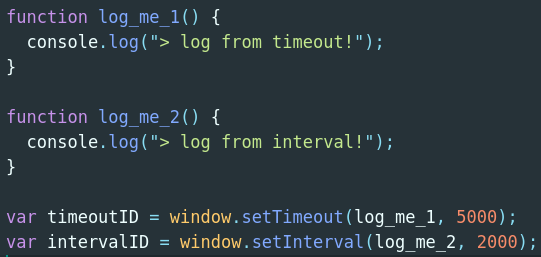 function log_me_1() {
  console.log("> log from timeout!");
}

function log_me_2() {
  console.log("> log from interval!");
}

var timeoutID = window.setTimeout(log_me_1, 5000);
var intervalID = window.setInterval(log_me_2, 2000);